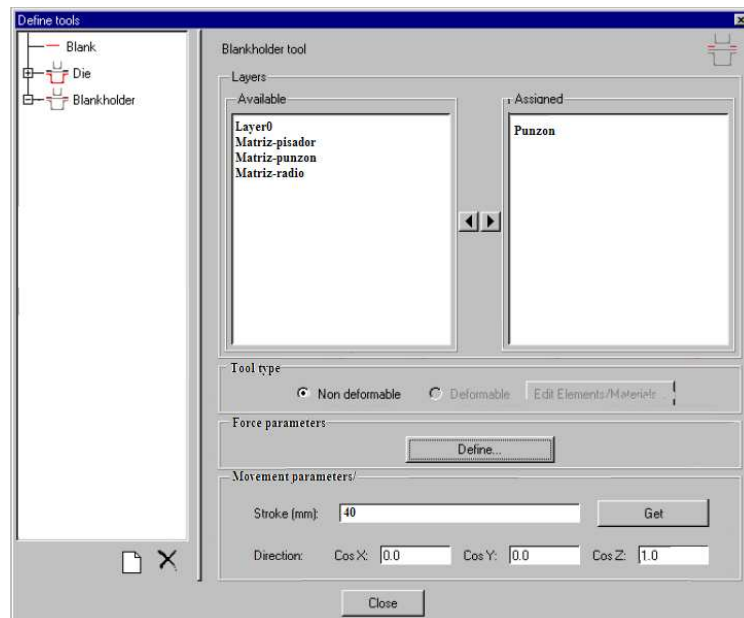 Define tools
Blank
Die
Blankholder
Blankholder tool
Layers
Available
Layer0
Matriz-pisador
Matriz-punzon
Matriz-radio
Assigned
Punzon
Tool type
Non deformable Deformable Edit Elements/Materials...
Force parameters
Define...
Movement parameters/
Stroke (mm): 40 Get
Direction: Cos X: 0.0 Cos Y: 0.0 Cos Z: 1.0
Close